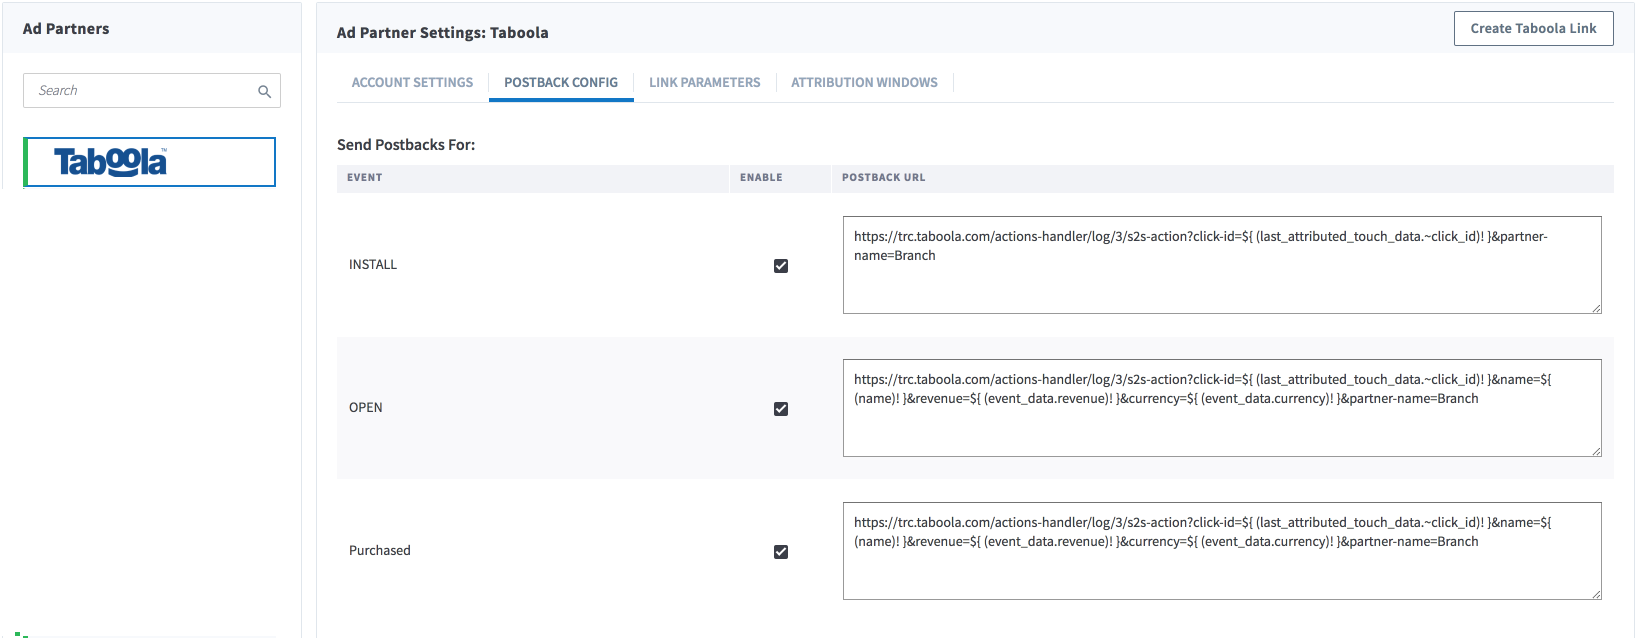 Ad Partners
Search
Taboola™
Ad Partner Settings: Taboola
Create Taboola Link
ACCOUNT SETTINGS
POSTBACK CONFIG
LINK PARAMETERS
ATTRIBUTION WINDOWS
Send Postbacks For:
EVENT
ENABLE
POSTBACK URL
INSTALL
https://trc.taboola.com/actions-handler/log/3/s2s-action?click-id=${ (last_attributed_touch_data.~click_id)! }&partner-
name=Branch
OPEN
https://trc.taboola.com/actions-handler/log/3/s2s-action?click-id=${ (last_attributed_touch_data.~click_id)! }&name=${
(name)! }&revenue=${ (event_data.revenue)! }&currency=${ (event_data.currency)! }&partner-name=Branch
Purchased
https://trc.taboola.com/actions-handler/log/3/s2s-action?click-id=${ (last_attributed_touch_data.~click_id)! }&name=${
(name)! }&revenue=${ (event_data.revenue)! }&currency=${ (event_data.currency)! }&partner-name=Branch